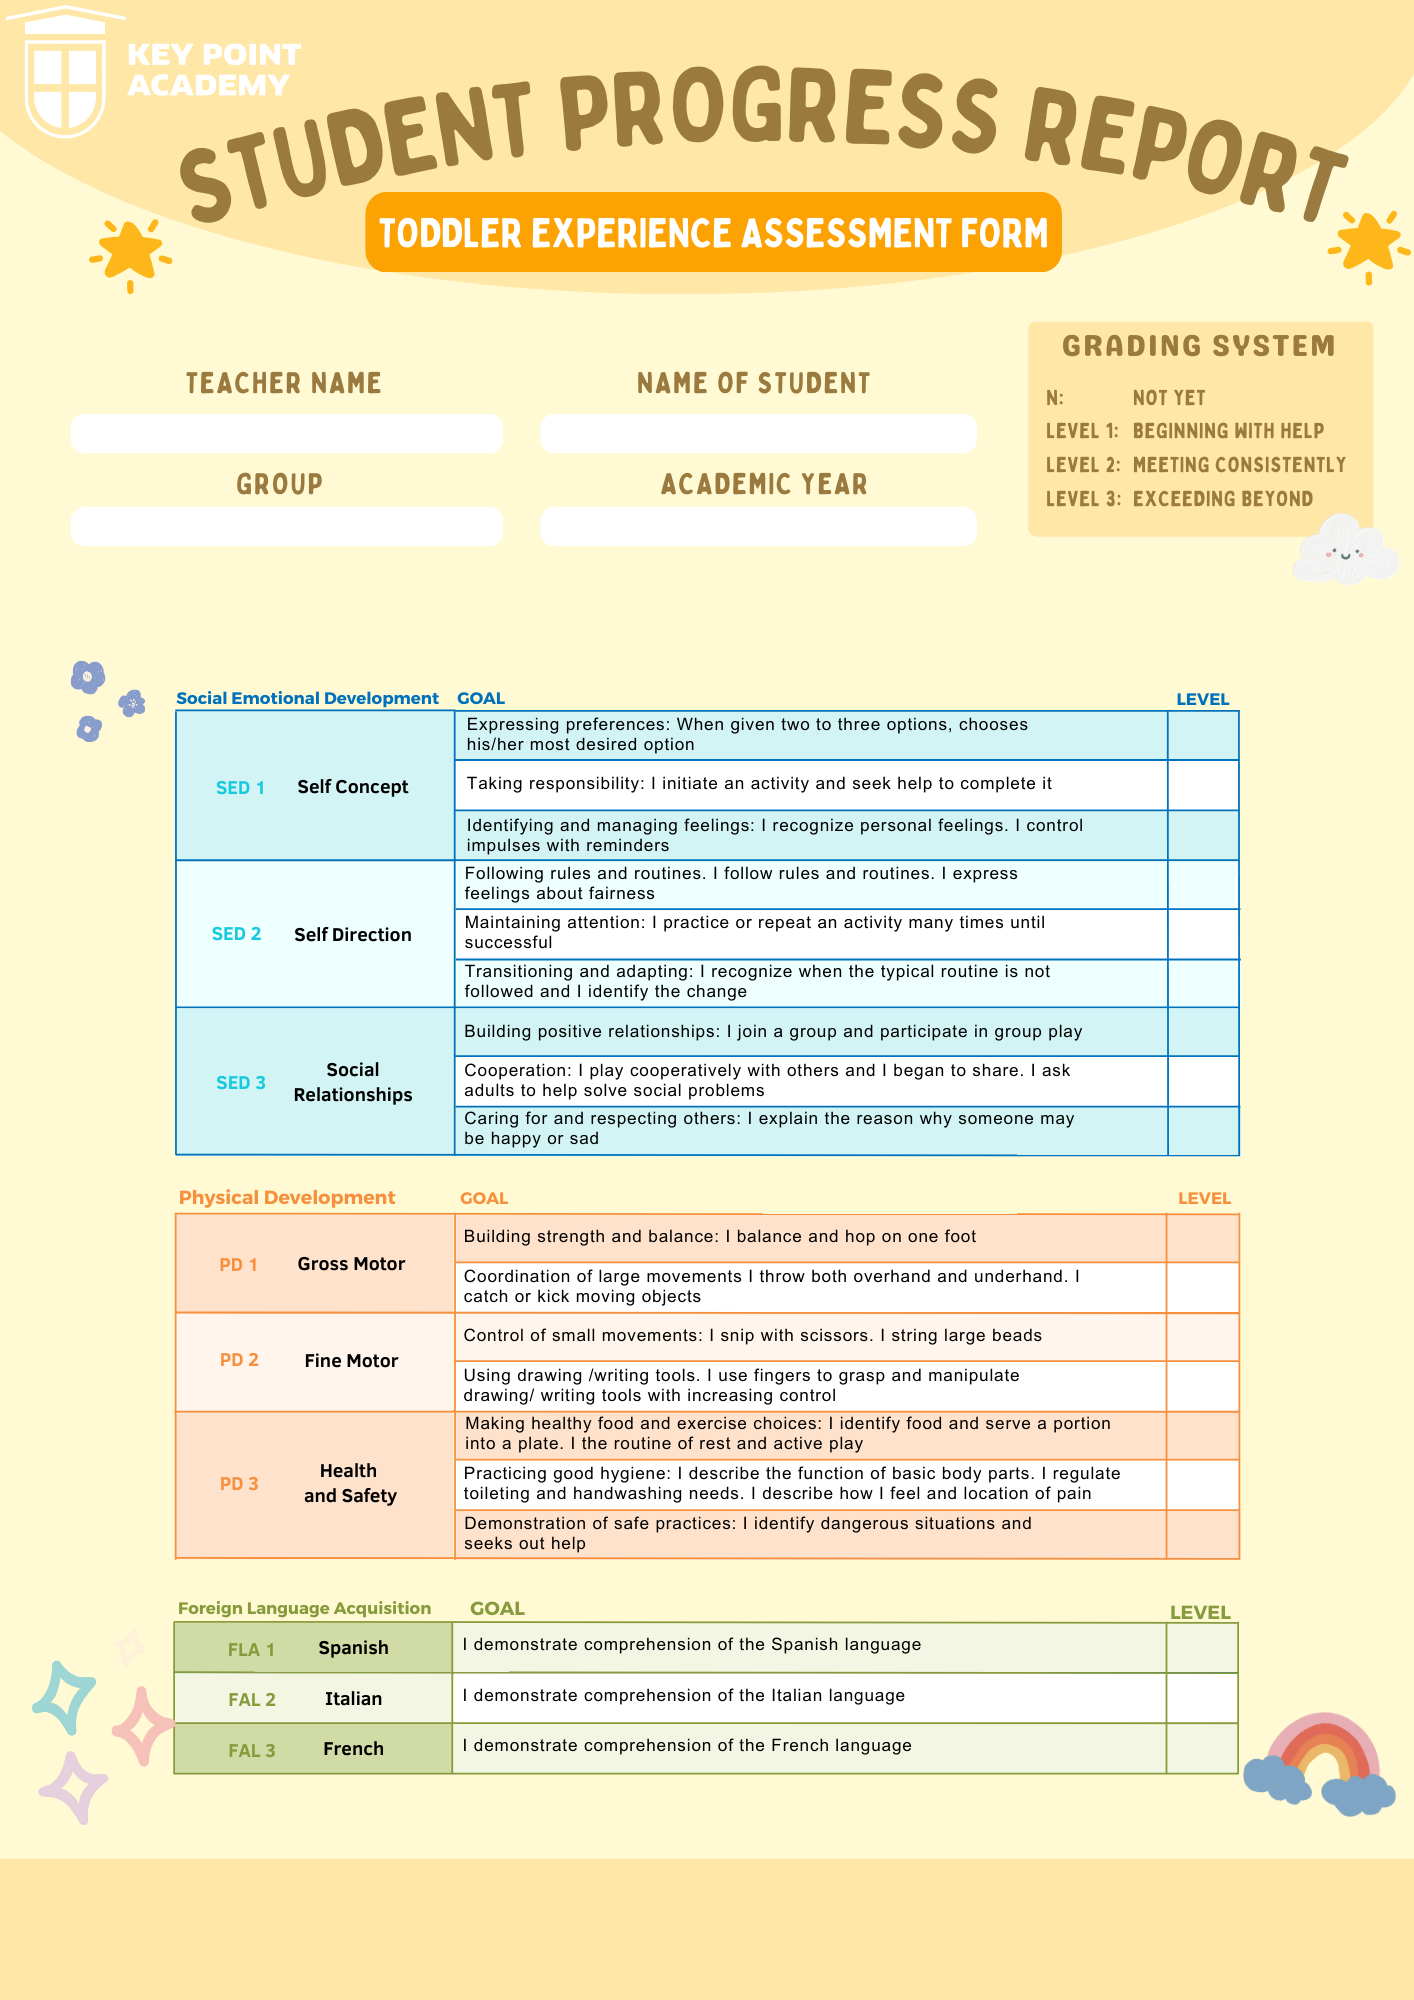 KEY POINT
ACADEMY
STUDENT PROGRESS REPORT
TODDLER EXPERIENCE ASSESSMENT FORM
TEACHER NAME
NAME OF STUDENT
GROUP
ACADEMIC YEAR
GRADING SYSTEM
N: NOT YET
LEVEL 1: BEGINNING WITH HELP
LEVEL 2: MEETING CONSISTENTLY
LEVEL 3: EXCEEDING BEYOND
Social Emotional Development GOAL LEVEL
SED 1 Self Concept
Expressing preferences: When given two to three options, chooses
his/her most desired option
Taking responsibility: I initiate an activity and seek help to complete it
Identifying and managing feelings: I recognize personal feelings. I control
impulses with reminders
SED 2 Self Direction
Following rules and routines. I follow rules and routines. I express
feelings about fairness
Maintaining attention: I practice or repeat an activity many times until
successful
Transitioning and adapting: I recognize when the typical routine is not
followed and I identify the change
SED 3 Social
Relationships
Building positive relationships: I join a group and participate in group play
Cooperation: I play cooperatively with others and I began to share. I ask
adults to help solve social problems
Caring for and respecting others: I explain the reason why someone may
be happy or sad
Physical Development GOAL LEVEL
PD 1 Gross Motor
Building strength and balance: I balance and hop on one foot
Coordination of large movements I throw both overhand and underhand. I
catch or kick moving objects
PD 2 Fine Motor
Control of small movements: I snip with scissors. I string large beads
Using drawing /writing tools. I use fingers to grasp and manipulate
drawing/ writing tools with increasing control
PD 3 Health
and Safety
Making healthy food and exercise choices: I identify food and serve a portion
into a plate. I the routine of rest and active play
Practicing good hygiene: I describe the function of basic body parts. I regulate
toileting and handwashing needs. I describe how I feel and location of pain
Demonstration of safe practices: I identify dangerous situations and
seeks out help
Foreign Language Acquisition GOAL LEVEL
FLA 1 Spanish I demonstrate comprehension of the Spanish language
FAL 2 Italian I demonstrate comprehension of the Italian language
FAL 3 French I demonstrate comprehension of the French language